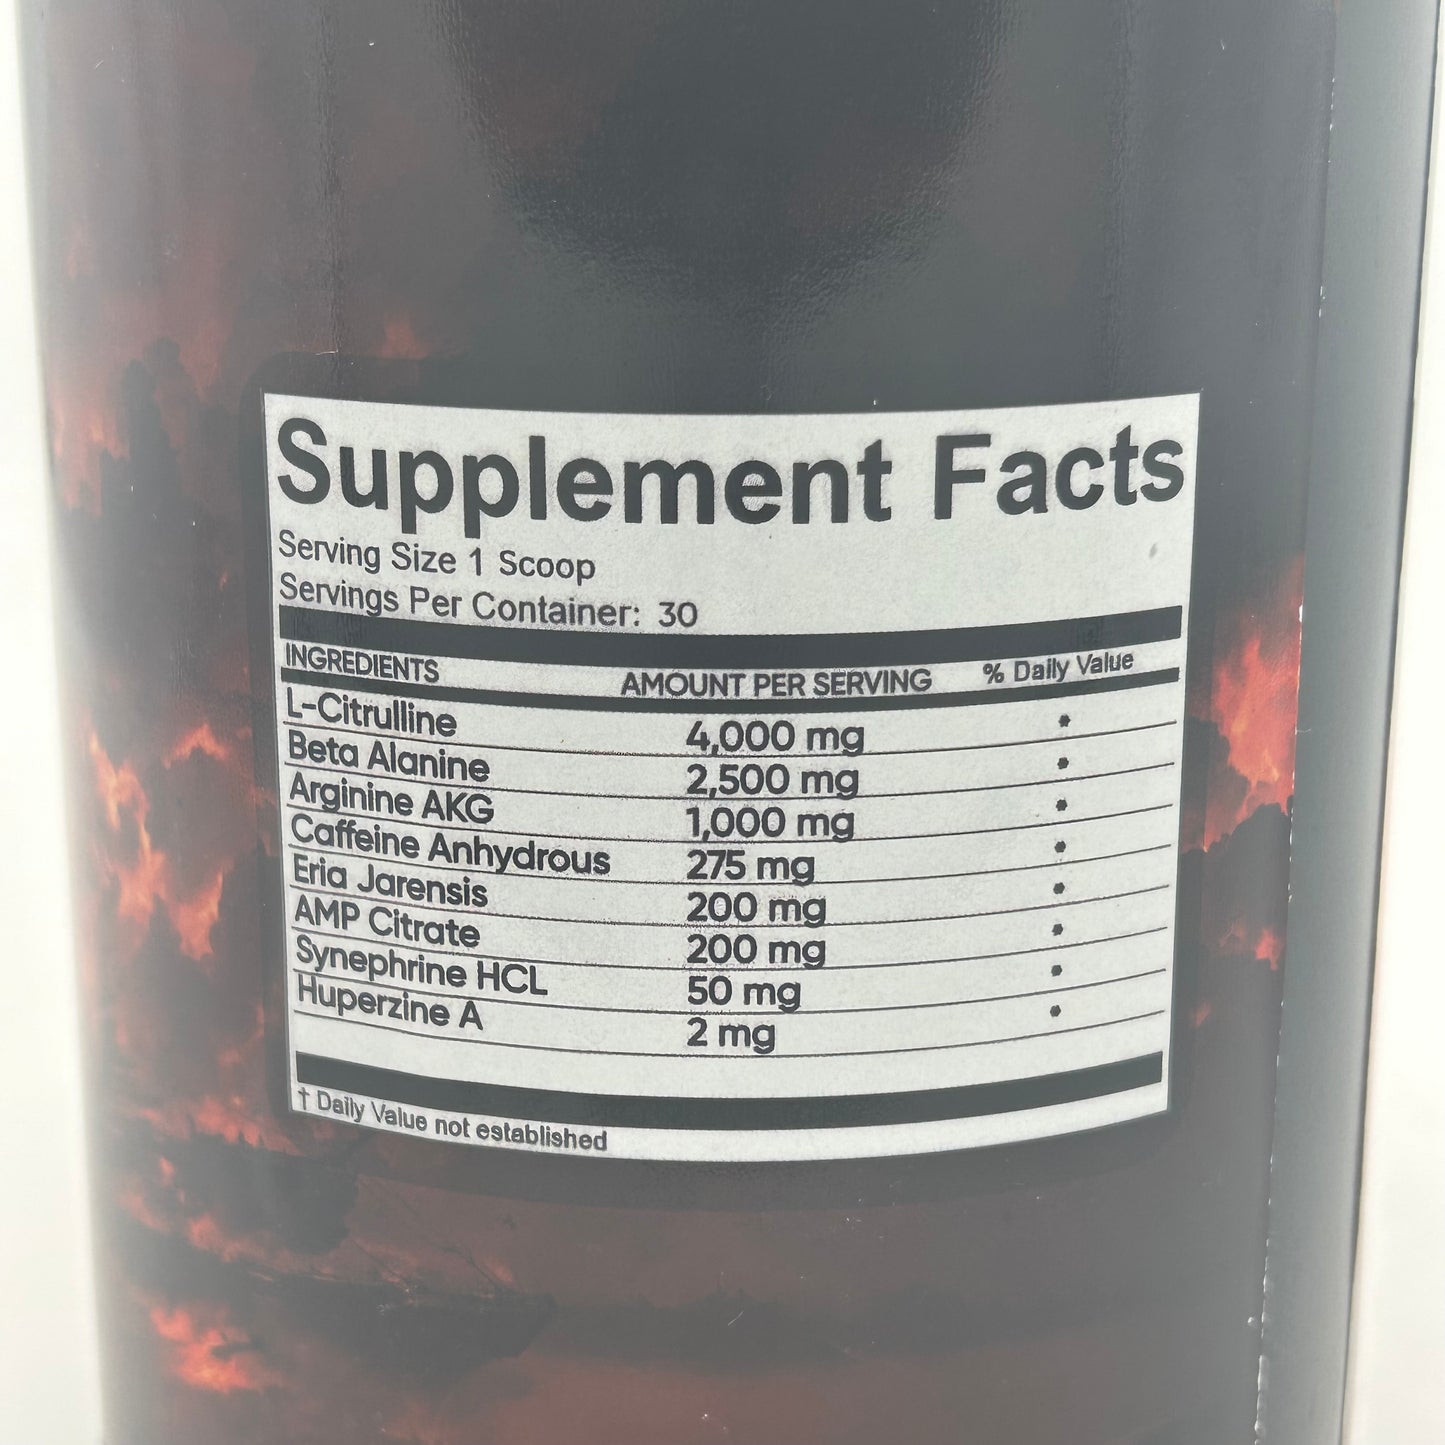 Supplement Facts
Serving Size 1 Scoop
Servings Per Container: 30
INGREDIENTS AMOUNT PER SERVING % Daily Value
L-Citrulline 4,000 mg *
Beta Alanine 2,500 mg *
Arginine AKG 1,000 mg *
Caffeine Anhydrous 275 mg *
Eria Jarensis 200 mg *
AMP Citrate 200 mg *
Synephrine HCL 50 mg *
Huperzine A 2 mg *
† Daily Value not established